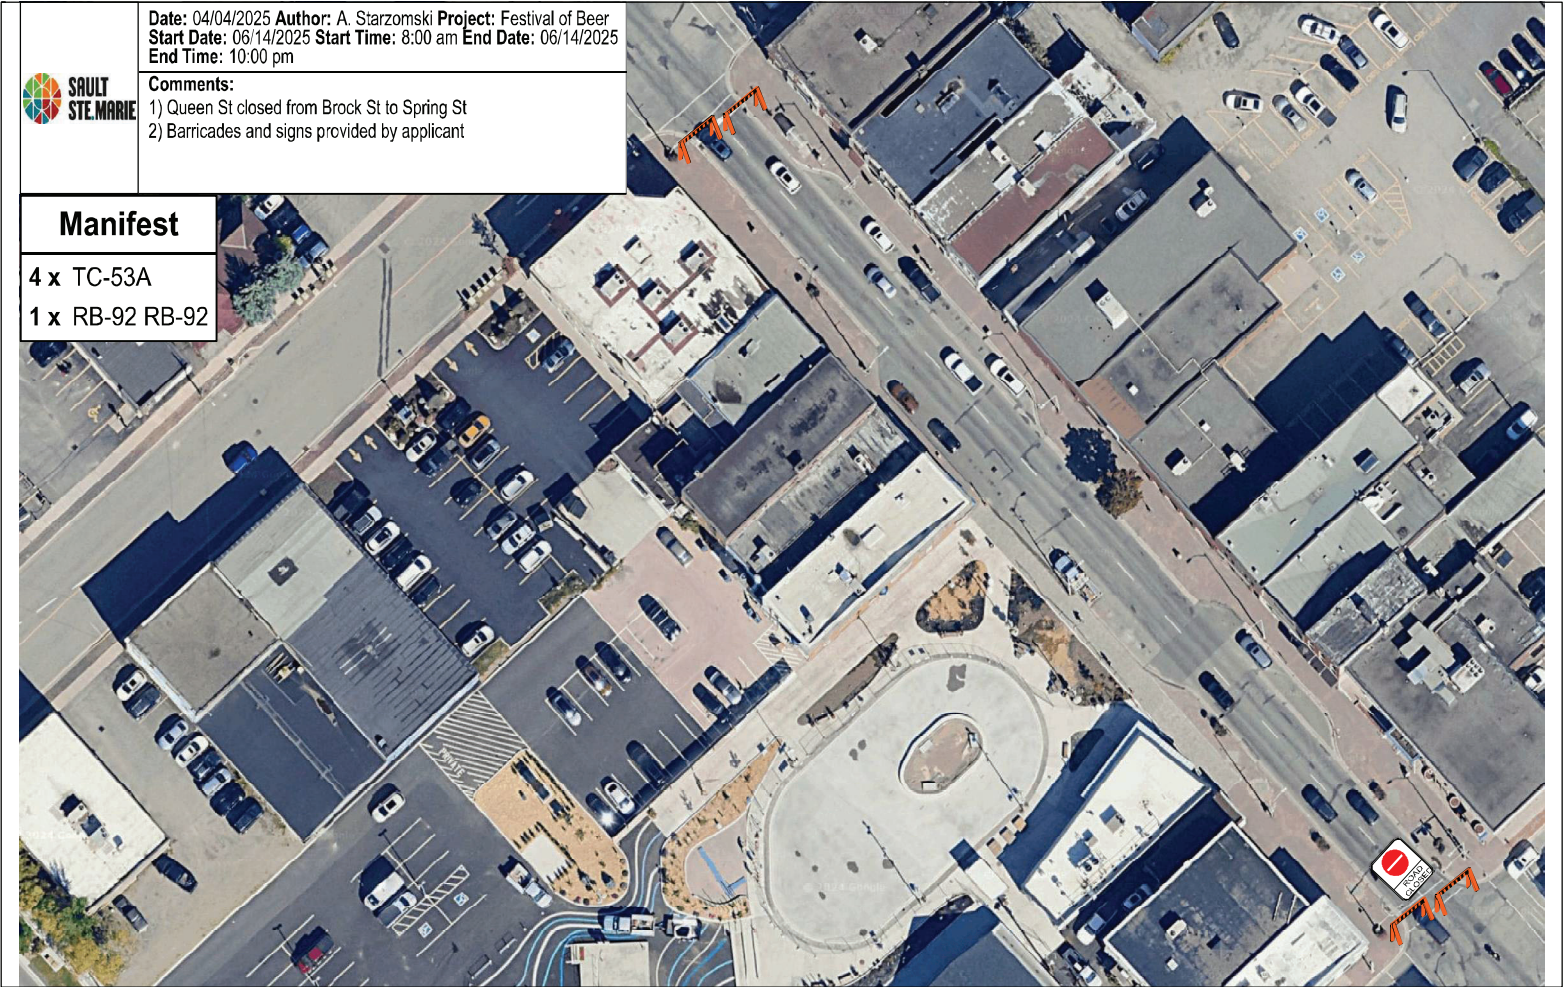 SAULT
STE.MARIE
Date: 04/04/2025 Author: A. Starzomski Project: Festival of Beer
Start Date: 06/14/2025 Start Time: 8:00 am End Date: 06/14/2025
End Time: 10:00 pm
Comments:
1) Queen St closed from Brock St to Spring St
2) Barricades and signs provided by applicant
Manifest
4 x TC-53A
1 x RB-92 RB-92
ROAD
CLOSED